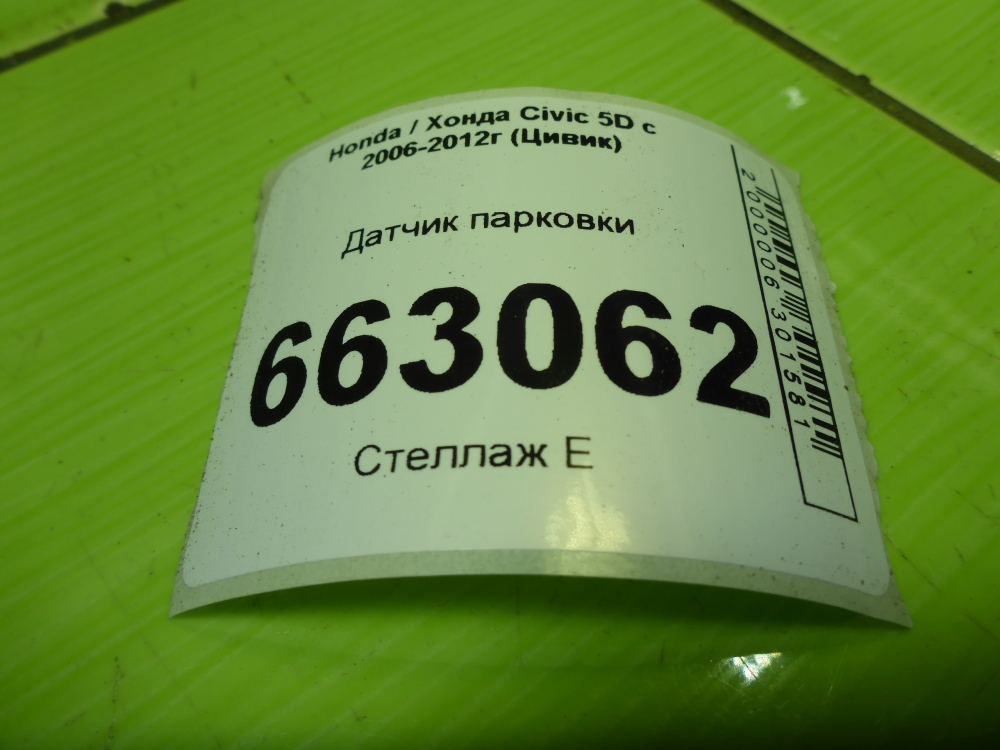 Honda / Хонда Civic 5D с
2006-2012г (Цивик)
Датчик парковки
663062
Стеллаж Е
2000006301581